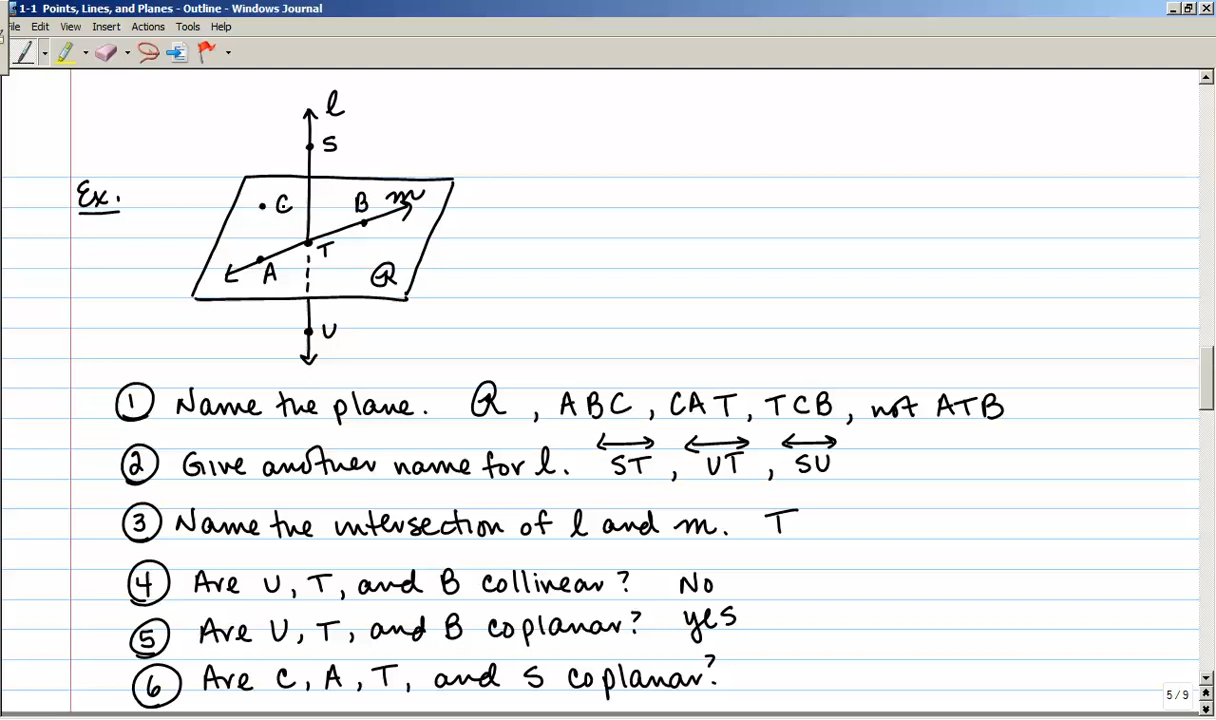 1-1 Points, Lines, and Planes - Outline - Windows Journal
File Edit View Insert Actions Tools Help
l
S
Ex.
C B m
T
A R
U
1 Name the plane. R, ABC, CAT, TCB, not ATB
2 Give another name for l. ST, UT, SU
3 Name the intersection of l and m. T
4 Are U, T, and B collinear? No
5 Are U, T, and B coplanar? yes
6 Are C, A, T, and S coplanar?
5 / 9